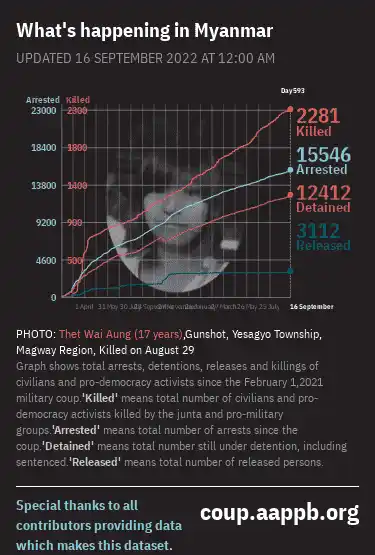 What's happening in Myanmar
UPDATED 16 SEPTEMBER 2022 AT 12:00 AM
Day593
Arrested Killed
23000 2300
18400 1800
13800 1400
9200 900
4600 500
0
2281
Killed
15546
Arrested
12412
Detained
3112
Released
1 April 31 May 30 July 16 September
PHOTO: Thet Wai Aung (17 years),Gunshot, Yesagyo Township,
Magway Region, Killed on August 29
Graph shows total arrests, detentions, releases and killings of
civilians and pro-democracy activists since the February 1,2021
military coup.'Killed' means total number of civilians and pro-
democracy activists killed by the junta and pro-military
groups.'Arrested' means total number of arrests since the
coup.'Detained' means total number still under detention, including
sentenced.'Released' means total number of released persons.
Special thanks to all
contributors providing data
which makes this dataset.
coup.aappb.org